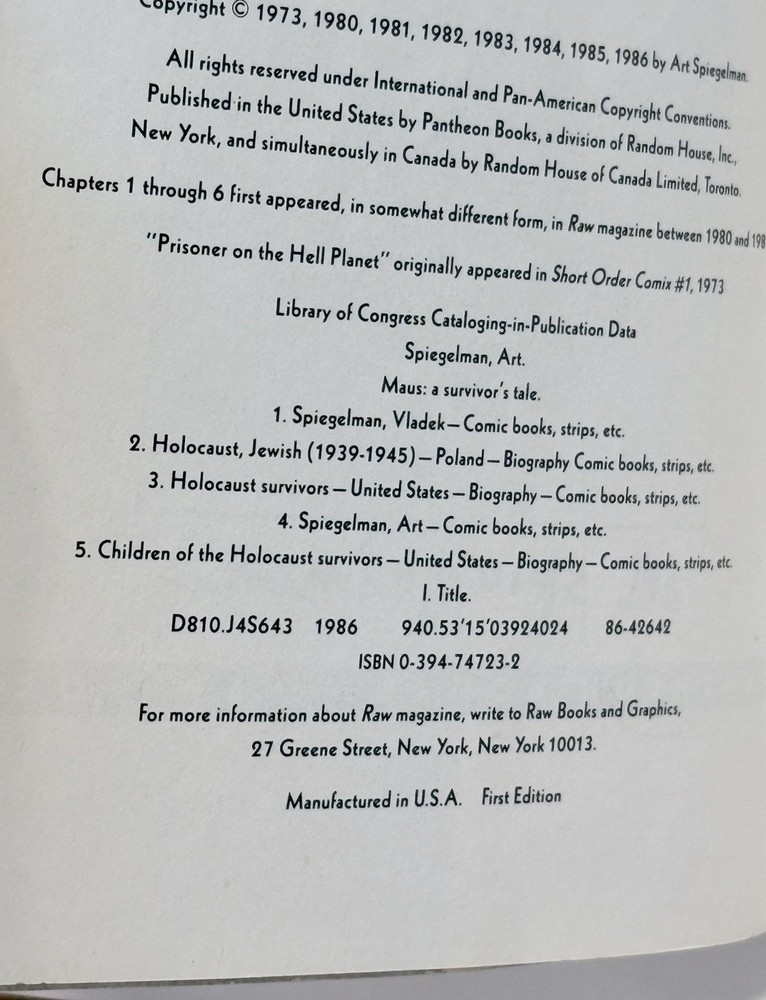 Copyright © 1973, 1980, 1981, 1982, 1983, 1984, 1985, 1986 by Art Spiegelman.
All rights reserved under International and Pan-American Copyright Conventions.
Published in the United States by Pantheon Books, a division of Random House, Inc.,
New York, and simultaneously in Canada by Random House of Canada Limited, Toronto.
Chapters 1 through 6 first appeared, in somewhat different form, in Raw magazine between 1980 and
"Prisoner on the Hell Planet" originally appeared in Short Order Comix #1, 1973
Library of Congress Cataloging-in-Publication Data
Spiegelman, Art.
Maus: a survivor's tale.
1. Spiegelman, Vladek—Comic books, strips, etc.
2. Holocaust, Jewish (1939-1945)—Poland—Biography Comic books, strips, etc.
3. Holocaust survivors—United States—Biography—Comic books, strips, etc.
4. Spiegelman, Art—Comic books, strips, etc.
5. Children of the Holocaust survivors—United States—Biography—Comic books, strips, etc.
I. Title.
D810.J4S643 1986 940.53'15'03924024 86-42642
ISBN 0-394-74723-2
For more information about Raw magazine, write to Raw Books and Graphics,
27 Greene Street, New York, New York 10013.
Manufactured in U.S.A. First Edition